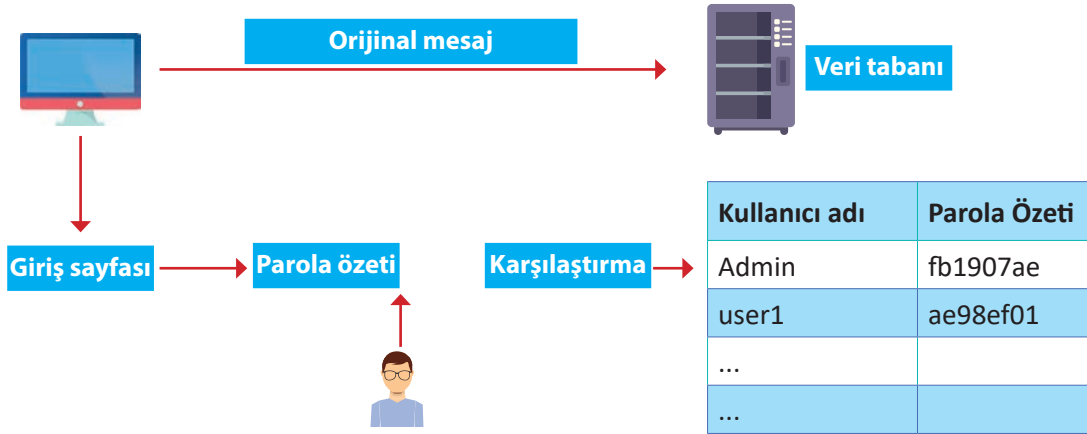 Orijinal mesaj
Veri tabanı
Giriş sayfası
Parola özeti
Karşılaştırma
Kullanıcı adı Parola Özeti
Admin fb1907ae
user1 ae98ef01
...
...